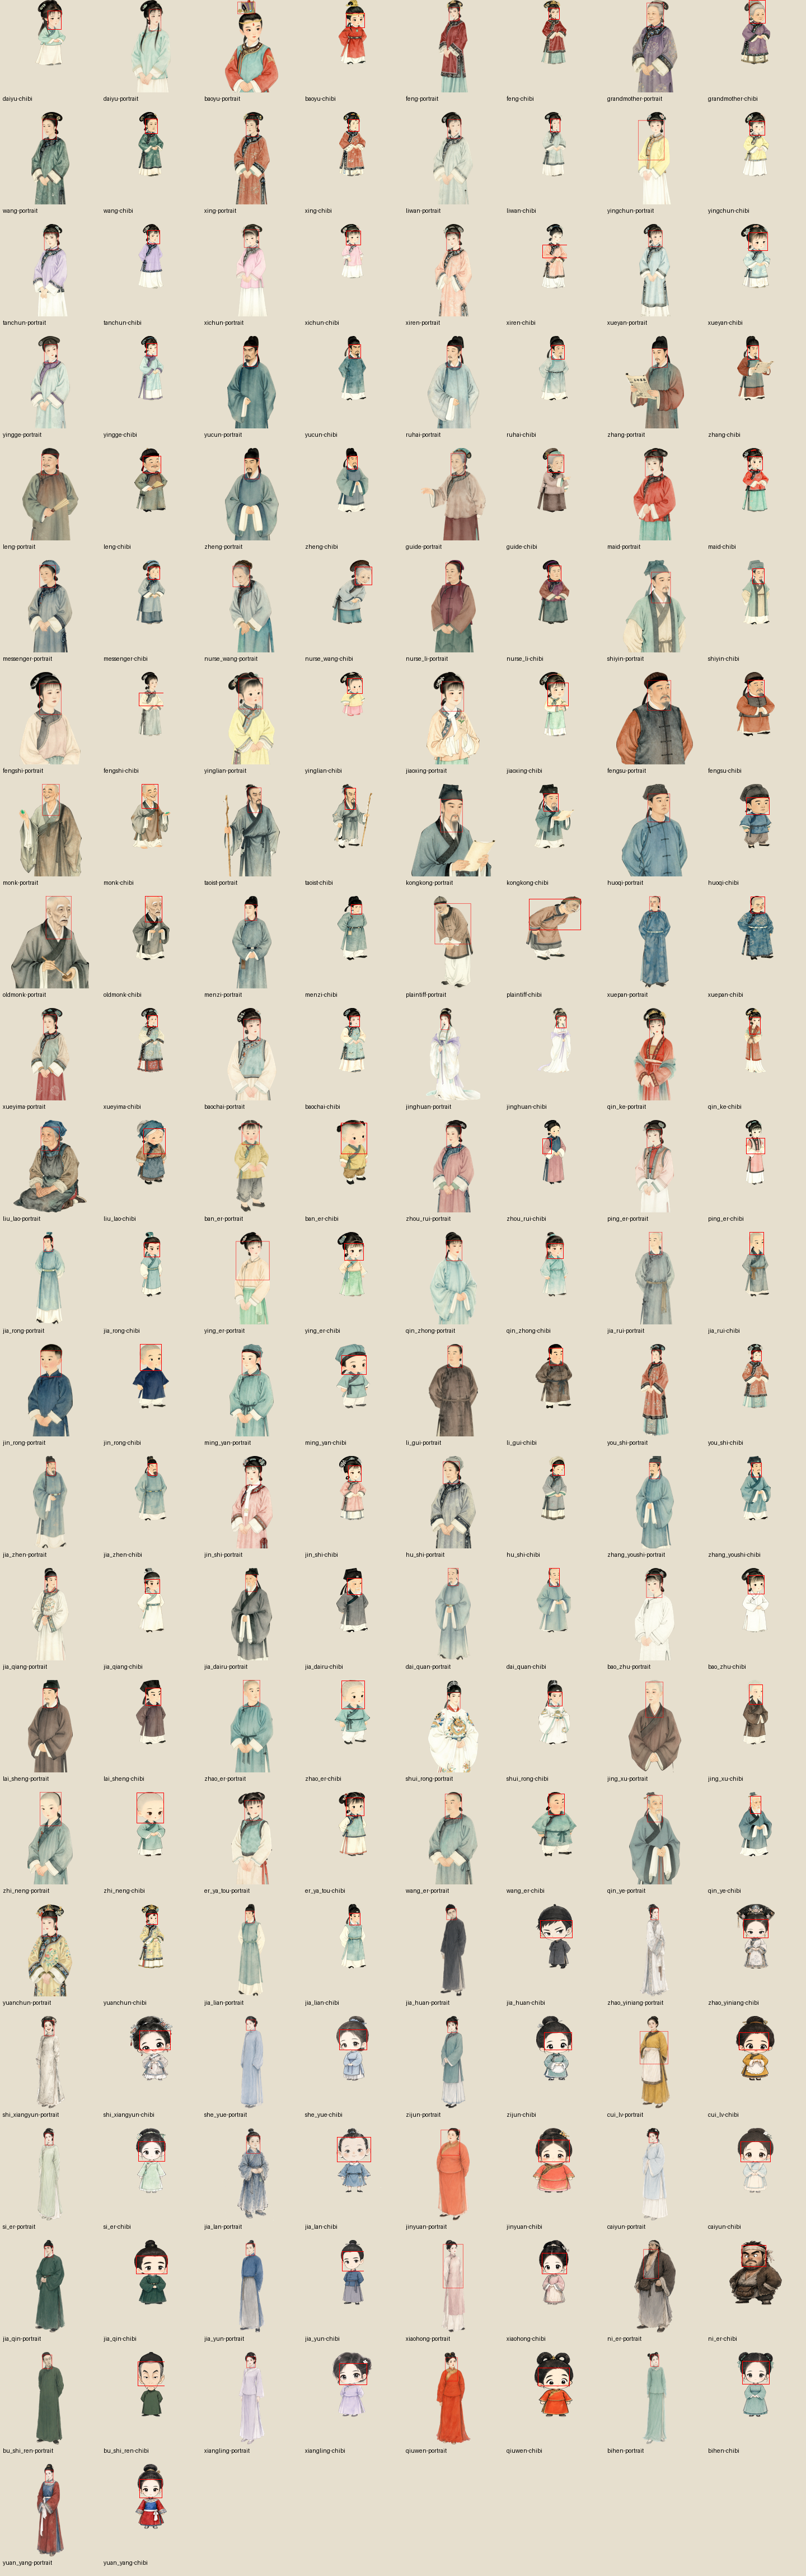 daiyu-chibi daiyu-portrait baoyu-portrait baoyu-chibi feng-portrait feng-chibi grandmother-portrait grandmother-chibi
wang-portrait wang-chibi xing-portrait xing-chibi liwan-portrait liwan-chibi yingchun-portrait yingchun-chibi
tanchun-portrait tanchun-chibi xichun-portrait xichun-chibi xiren-portrait xiren-chibi xueyan-portrait xueyan-chibi
yingge-portrait yingge-chibi yucun-portrait yucun-chibi ruhai-portrait ruhai-chibi zhang-portrait zhang-chibi
leng-portrait leng-chibi zheng-portrait zheng-chibi guide-portrait guide-chibi maid-portrait maid-chibi
messenger-portrait messenger-chibi nurse_wang-portrait nurse_wang-chibi nurse_li-portrait nurse_li-chibi shiyin-portrait shiyin-chibi
fengshi-portrait fengshi-chibi yinglian-portrait yinglian-chibi jiaoxing-portrait jiaoxing-chibi fengsu-portrait fengsu-chibi
monk-portrait monk-chibi taoist-portrait taoist-chibi kongkong-portrait kongkong-chibi huoqi-portrait huoqi-chibi
oldmonk-portrait oldmonk-chibi menzi-portrait menzi-chibi plaintiff-portrait plaintiff-chibi xuepan-portrait xuepan-chibi
xueyima-portrait xueyima-chibi baochai-portrait baochai-chibi jinghuan-portrait jinghuan-chibi qin_ke-portrait qin_ke-chibi
liu_lao-portrait liu_lao-chibi ban_er-portrait ban_er-chibi zhou_rui-portrait zhou_rui-chibi ping_er-portrait ping_er-chibi
jia_rong-portrait jia_rong-chibi ying_er-portrait ying_er-chibi qin_zhong-portrait qin_zhong-chibi jia_rui-portrait jia_rui-chibi
jin_rong-portrait jin_rong-chibi ming_yan-portrait ming_yan-chibi li_gui-portrait li_gui-chibi you_shi-portrait you_shi-chibi
jia_zhen-portrait jia_zhen-chibi jin_shi-portrait jin_shi-chibi hu_shi-portrait hu_shi-chibi zhang_youshi-portrait zhang_youshi-chibi
jia_qiang-portrait jia_qiang-chibi jia_dairu-portrait jia_dairu-chibi dai_quan-portrait dai_quan-chibi bao_zhu-portrait bao_zhu-chibi
lai_sheng-portrait lai_sheng-chibi zhao_er-portrait zhao_er-chibi shui_rong-portrait shui_rong-chibi jing_xu-portrait jing_xu-chibi
zhi_neng-portrait zhi_neng-chibi er_ya_tou-portrait er_ya_tou-chibi wang_er-portrait wang_er-chibi qin_ye-portrait qin_ye-chibi
yuanchun-portrait yuanchun-chibi jia_lian-portrait jia_lian-chibi jia_huan-portrait jia_huan-chibi zhao_yiniang-portrait zhao_yiniang-chibi
shi_xiangyun-portrait shi_xiangyun-chibi she_yue-portrait she_yue-chibi zijun-portrait zijun-chibi cui_lv-portrait cui_lv-chibi
si_er-portrait si_er-chibi jia_lan-portrait jia_lan-chibi jinyuan-portrait jinyuan-chibi caiyun-portrait caiyun-chibi
jia_qin-portrait jia_qin-chibi jia_yun-portrait jia_yun-chibi xiaohong-portrait xiaohong-chibi ni_er-portrait ni_er-chibi
bu_shi_ren-portrait bu_shi_ren-chibi xiangling-portrait xiangling-chibi qiuwen-portrait qiuwen-chibi bihen-portrait bihen-chibi
yuan_yang-portrait yuan_yang-chibi